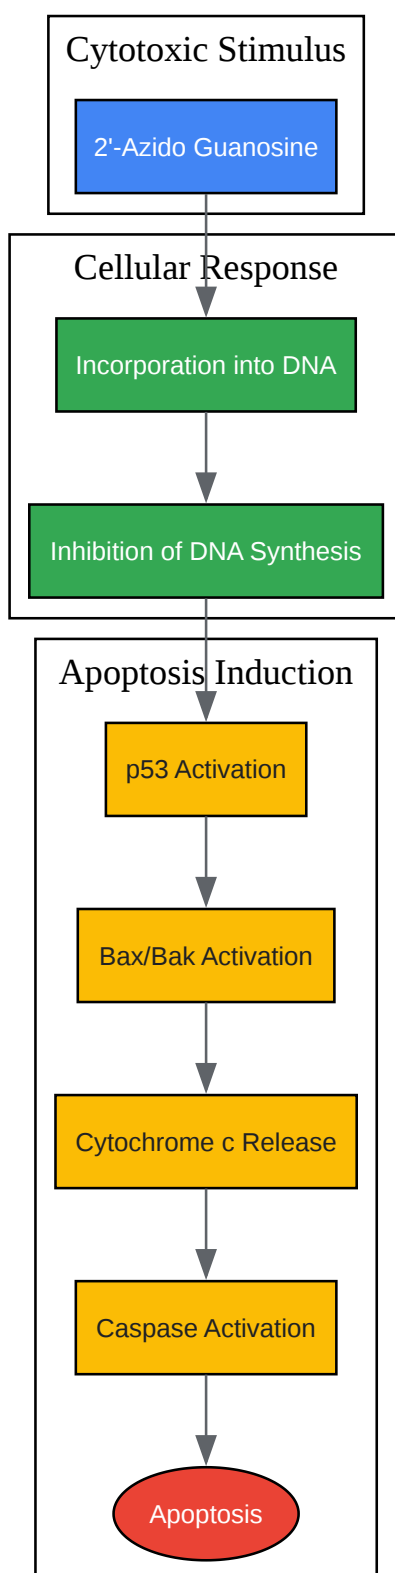 Cytotoxic Stimulus
2'-Azido Guanosine
Cellular Response
Incorporation into DNA
Inhibition of DNA Synthesis
Apoptosis Induction
p53 Activation
Bax/Bak Activation
Cytochrome c Release
Caspase Activation
Apoptosis